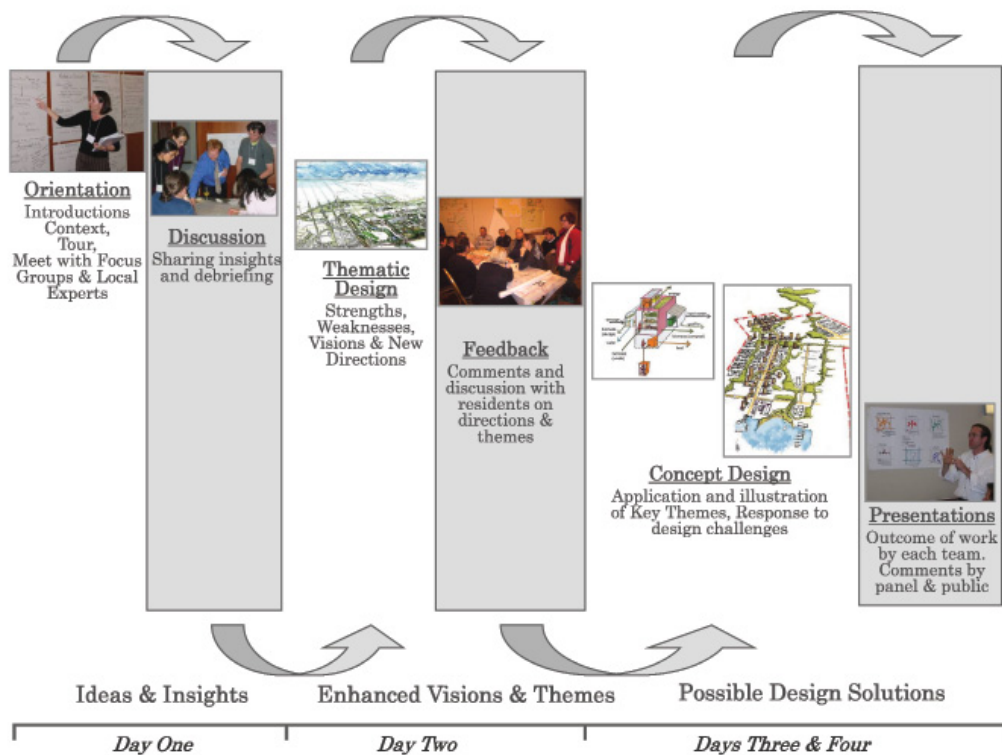 Orientation
Introductions
Context,
Tour,
Meet with Focus
Groups & Local
Experts
Discussion
Sharing insights
and debriefing
Thematic
Design
Strengths,
Weaknesses,
Visions & New
Directions
Feedback
Comments and
discussion with
residents on
directions &
themes
Concept Design
Application and illustration
of Key Themes, Response to
design challenges
Presentations
Outcome of work
by each team.
Comments by
panel & public
Ideas & Insights
Enhanced Visions & Themes
Possible Design Solutions
Day One
Day Two
Days Three & Four